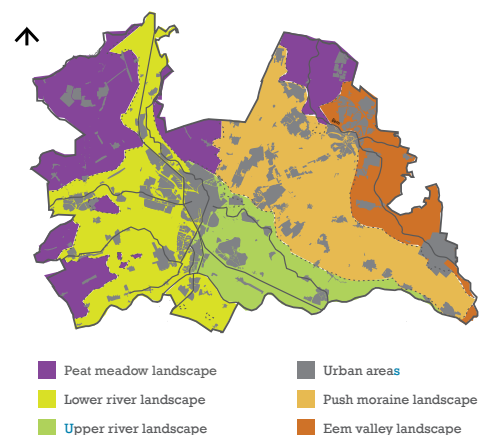 Peat meadow landscape
Lower river landscape
Upper river landscape
Urban areas
Push moraine landscape
Eem valley landscape